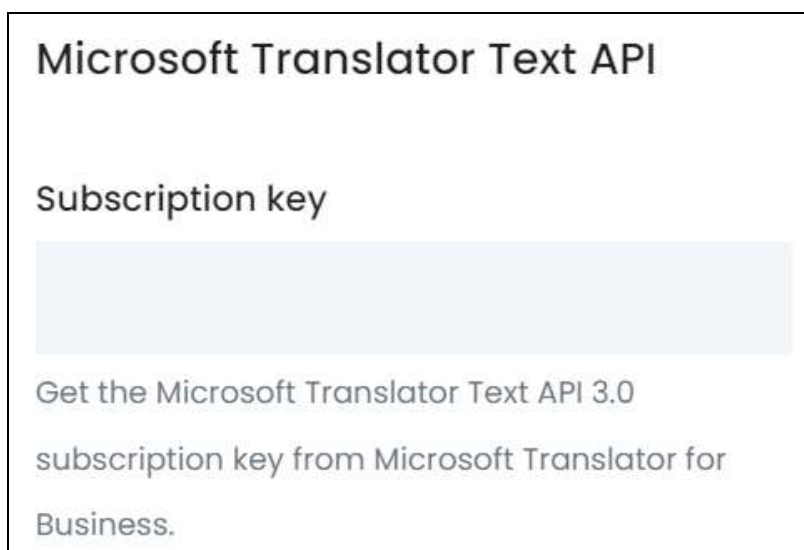 Microsoft Translator Text API
Subscription key
Get the Microsoft Translator Text API 3.0
subscription key from Microsoft Translator for
Business.